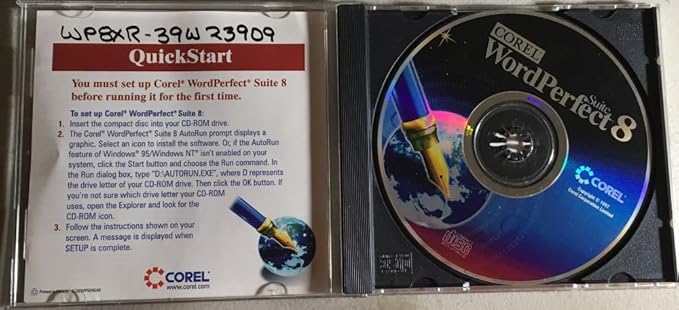 WP8XR-39W23909
QuickStart
You must set up Corel® WordPerfect® Suite 8
before running it for the first time.
To set up Corel® WordPerfect® Suite 8:
1. Insert the compact disc into your CD-ROM drive.
2. The Corel® WordPerfect® Suite 8 AutoRun prompt displays a
graphic. Select an icon to install the software. Or, if the AutoRun
feature of Windows® 95/Windows NT® isn't enabled on your
system, click the Start button and choose the Run command. In
the Run dialog box, type "D:\AUTORUN.EXE", where D represents
the drive letter of your CD-ROM drive. Then click the OK button. If
you're not sure which drive letter your CD-ROM
uses, open the Explorer and look for the
CD-ROM icon.
3. Follow the instructions shown on your
screen. A message is displayed when
SETUP is complete.
COREL®
www.corel.com
COREL
WordPerfect®
Suite 8
COREL®
Copyright © 1997
Corel Corporation Limited
COMPACT
disc